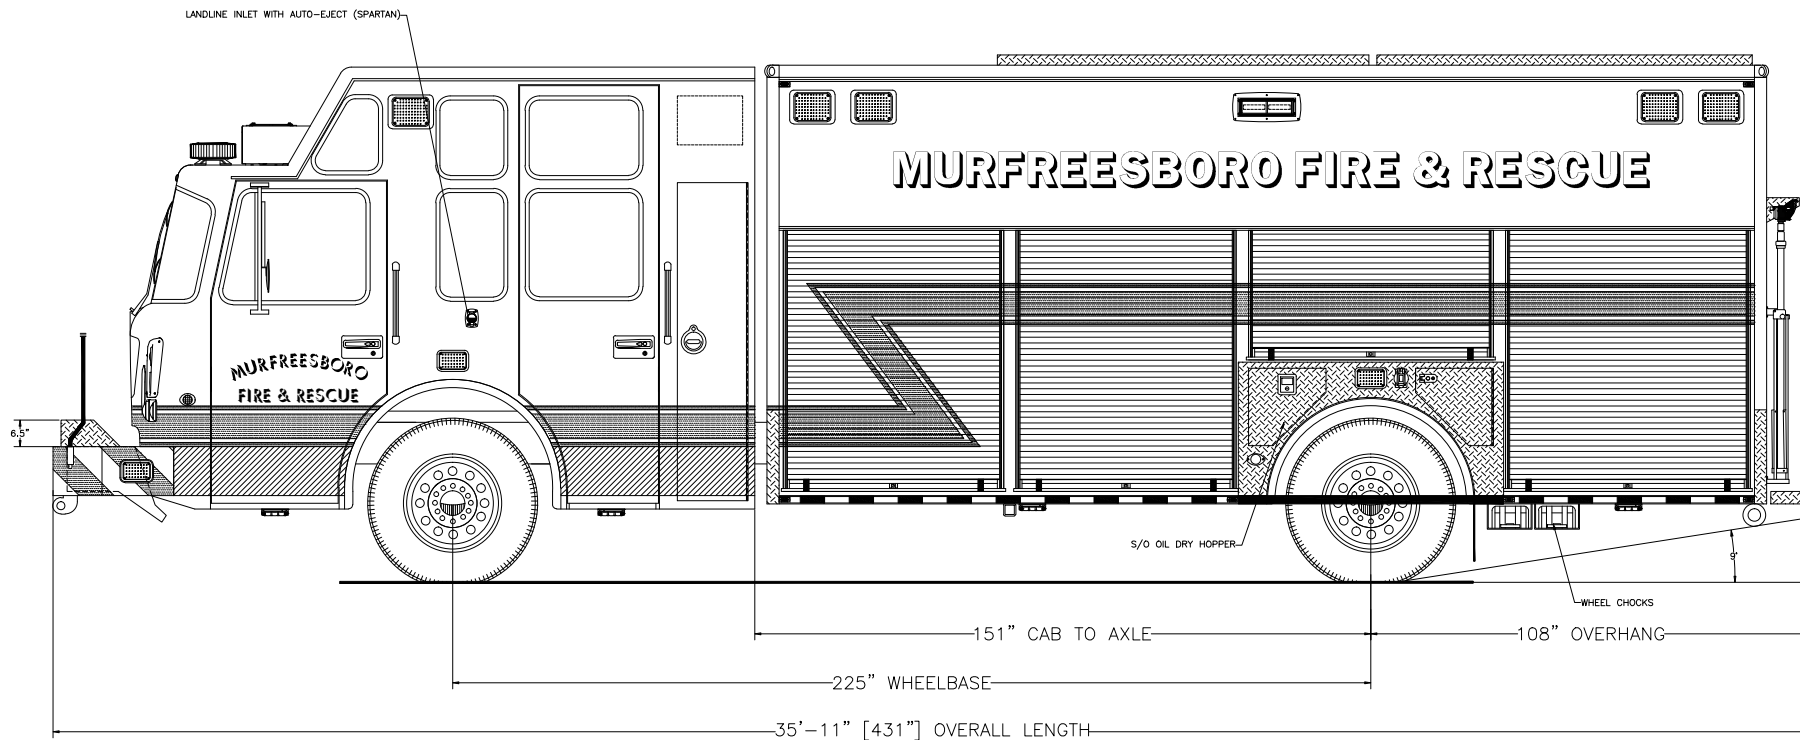 LANDLINE INLET WITH AUTO-EJECT (SPARTAN)
MURFREESBORO FIRE & RESCUE
MURFREESBORO
FIRE & RESCUE
6.5"
S/O OIL DRY HOPPER
9°
WHEEL CHOCKS
151" CAB TO AXLE
108" OVERHANG
225" WHEELBASE
35'-11" [431"] OVERALL LENGTH